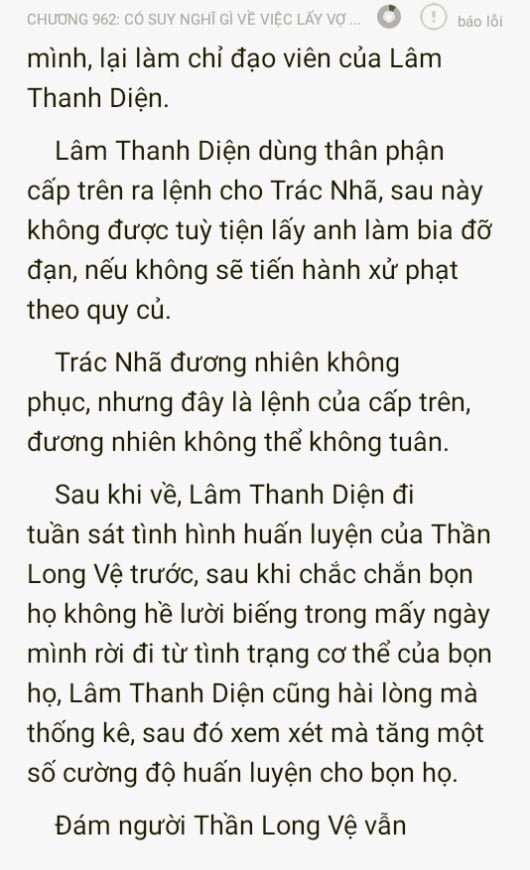 CHƯƠNG 962: CÓ SUY NGHĨ GÌ VỀ VIỆC LẤY VỢ ... báo lỗi
mình, lại làm chỉ đạo viên của Lâm
Thanh Diện.
Lâm Thanh Diện dùng thân phận
cấp trên ra lệnh cho Trác Nhã, sau này
không được tuỳ tiện lấy anh làm bia đỡ
đạn, nếu không sẽ tiến hành xử phạt
theo quy củ.
Trác Nhã đương nhiên không
phục, nhưng đây là lệnh của cấp trên,
đương nhiên không thể không tuân.
Sau khi về, Lâm Thanh Diện đi
tuần sát tình hình huấn luyện của Thần
Long Vệ trước, sau khi chắc chắn bọn
họ không hề lười biếng trong mấy ngày
mình rời đi từ tình trạng cơ thể của bọn
họ, Lâm Thanh Diện cũng hài lòng mà
thống kê, sau đó xem xét mà tăng một
số cường độ huấn luyện cho bọn họ.
Đám người Thần Long Vệ vẫn